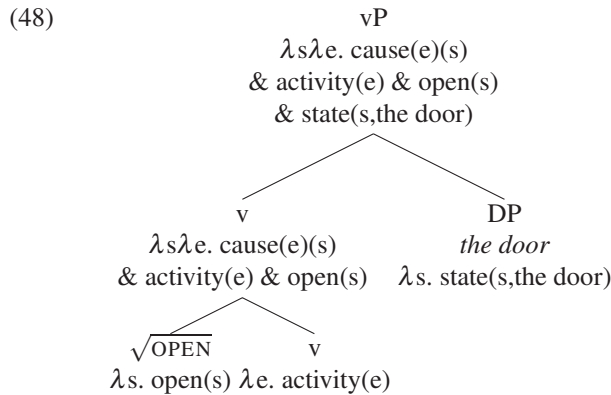 (48) vP
λsλe. cause(e)(s)
& activity(e) & open(s)
& state(s,the door)
v DP
λsλe. cause(e)(s) the door
& activity(e) & open(s) λs. state(s,the door)
√OPEN v
λs. open(s) λe. activity(e)